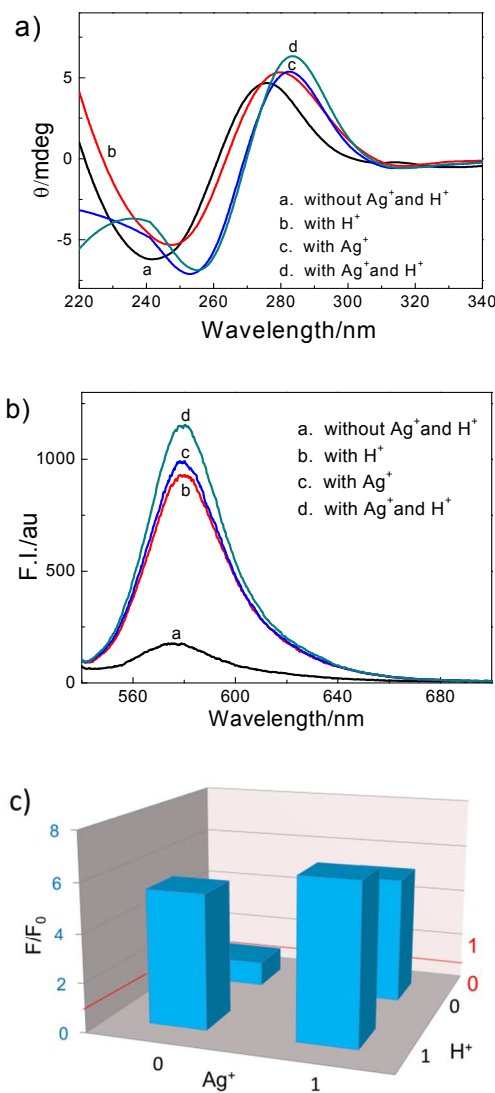 a)
d
c
b
a
5
0
-5
θ/mdeg
a. without Ag⁺and H⁺
b. with H⁺
c. with Ag⁺
d. with Ag⁺and H⁺
220 240 260 280 300 320 340
Wavelength/nm
b)
d
c
b
a
1000
500
0
F.I./au
a. without Ag⁺and H⁺
b. with H⁺
c. with Ag⁺
d. with Ag⁺and H⁺
560 600 640 680
Wavelength/nm
c)
8
6
4
2
0
F/F₀
1
0
0
1
H⁺
0
1
Ag⁺